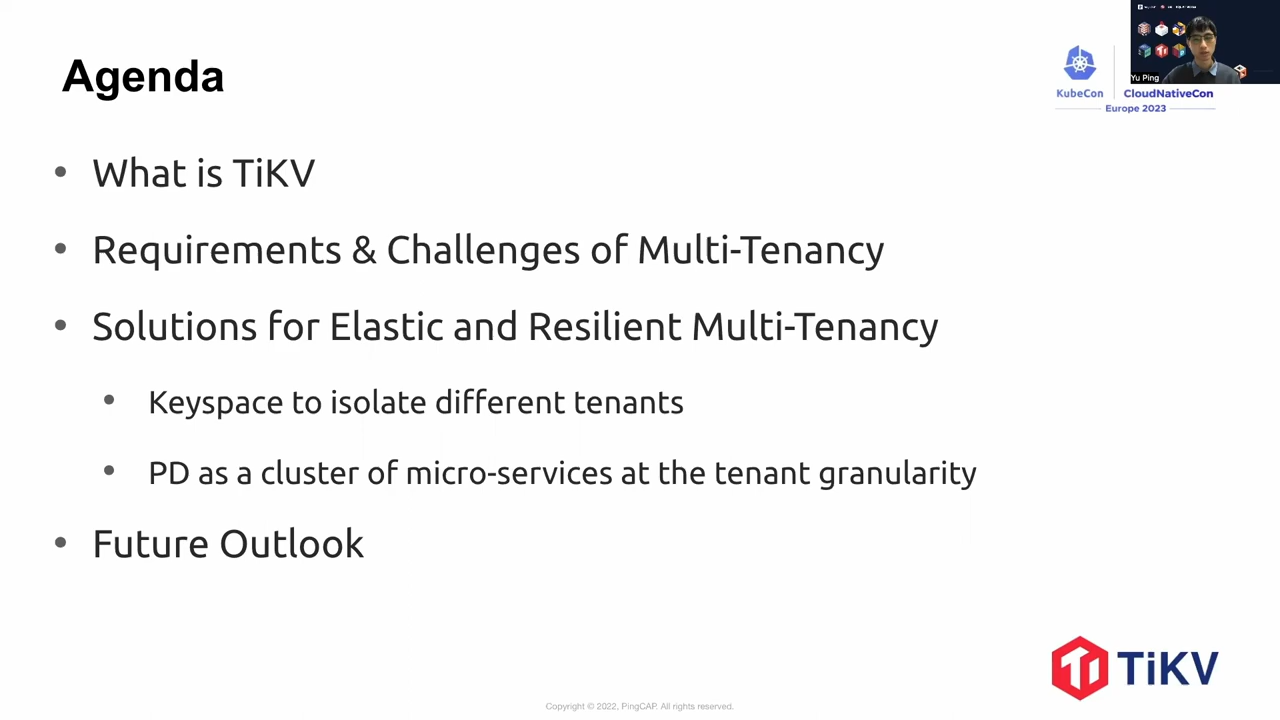 Agenda
Yu Ping
KubeCon
CloudNativeCon
Europe 2023
• What is TiKV
• Requirements & Challenges of Multi-Tenancy
• Solutions for Elastic and Resilient Multi-Tenancy
• Keyspace to isolate different tenants
• PD as a cluster of micro-services at the tenant granularity
• Future Outlook
TiKV
Copyright © 2022, PingCAP. All rights reserved.